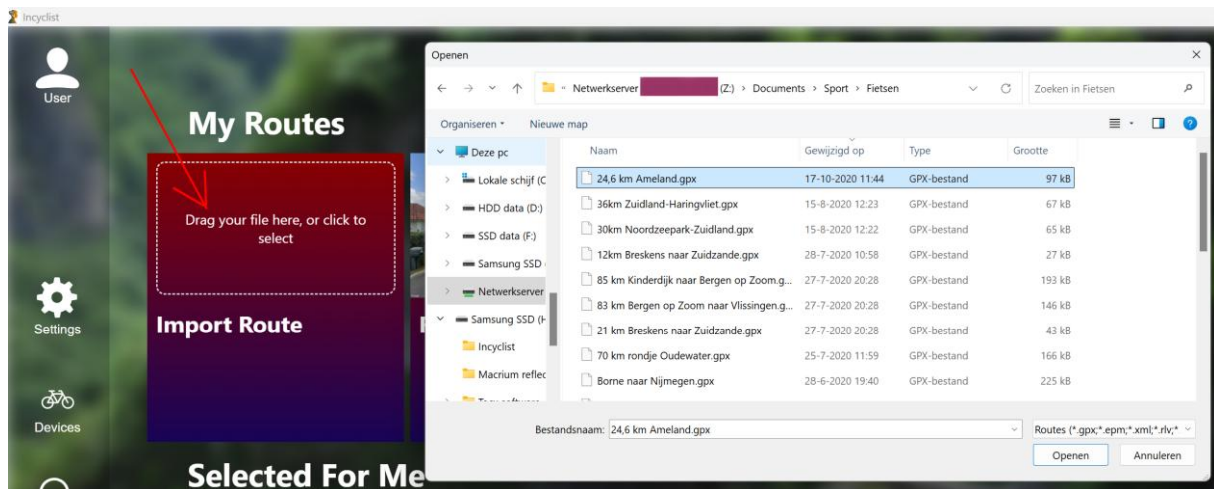 Incyclist
User
Settings
Devices
My Routes
Drag your file here, or click to
select
Import Route
Selected For Me
Openen
Netwerkserver (Z:) › Documents › Sport › Fietsen
Zoeken in Fietsen
Organiseren
Nieuwe map
Deze pc
Lokale schijf (C
HDD data (D:)
SSD data (F:)
Samsung SSD
Netwerkserver
Samsung SSD (H
Incyclist
Macrium reflec
Naam Gewijzigd op Type Grootte
24,6 km Ameland.gpx 17-10-2020 11:44 GPX-bestand 97 kB
36km Zuidland-Haringvliet.gpx 15-8-2020 12:23 GPX-bestand 67 kB
30km Noordzeepark-Zuidland.gpx 15-8-2020 12:22 GPX-bestand 65 kB
12km Breskens naar Zuidzande.gpx 28-7-2020 10:58 GPX-bestand 27 kB
85 km Kinderdijk naar Bergen op Zoom.g... 27-7-2020 20:28 GPX-bestand 193 kB
83 km Bergen op Zoom naar Vlissingen.g... 27-7-2020 20:28 GPX-bestand 146 kB
21 km Breskens naar Zuidzande.gpx 27-7-2020 20:28 GPX-bestand 43 kB
70 km rondje Oudewater.gpx 25-7-2020 11:59 GPX-bestand 166 kB
Borne naar Nijmegen.gpx 28-6-2020 19:40 GPX-bestand 225 kB
Bestandsnaam: 24,6 km Ameland.gpx
Routes (*.gpx;*.epm;*.xml;*.rlv;*
Openen
Annuleren